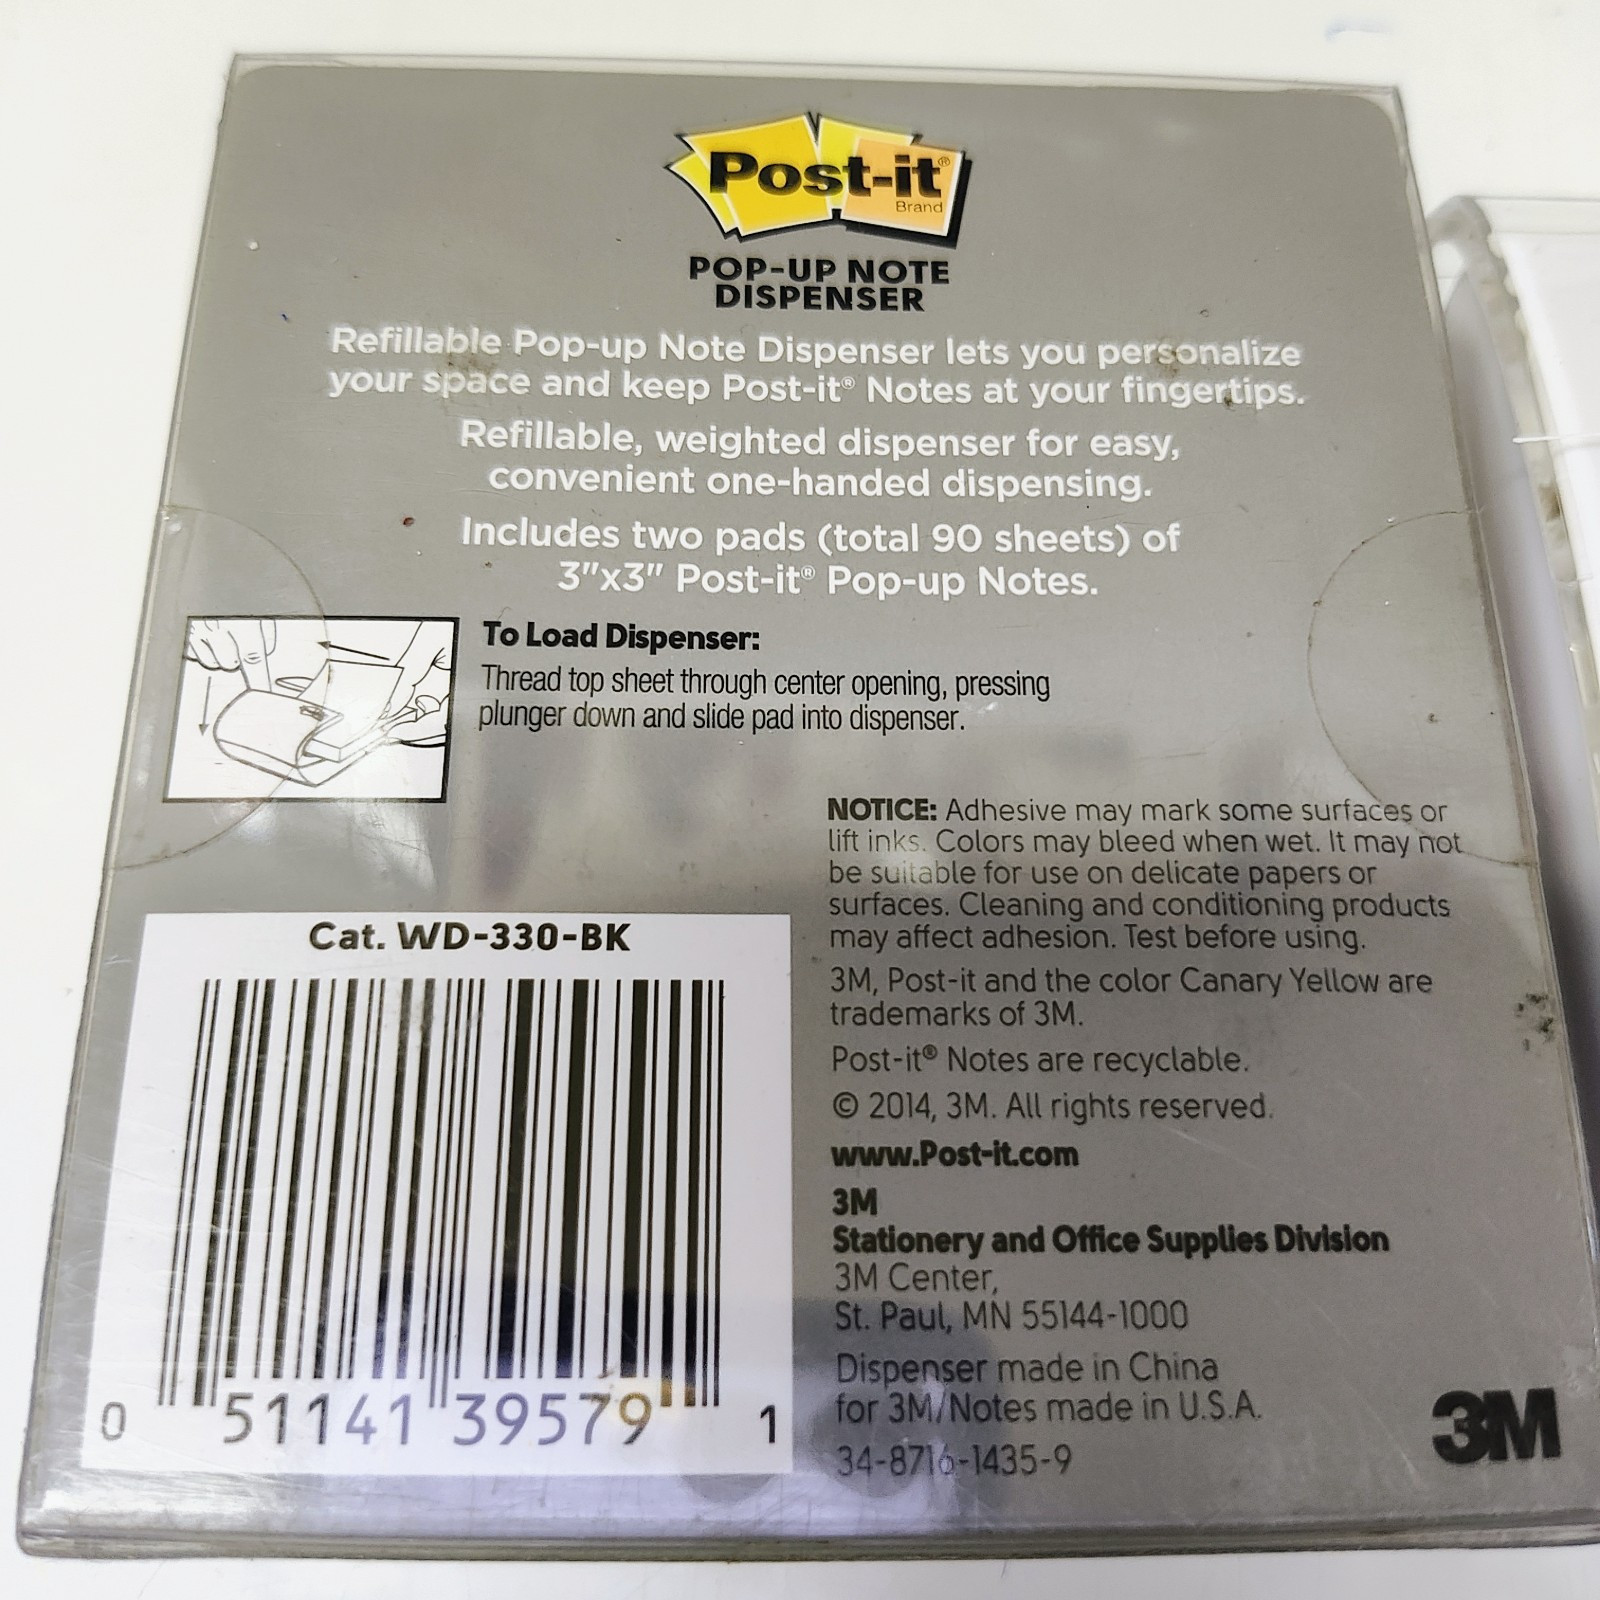 Post-it®
Brand
POP-UP NOTE
DISPENSER
Refillable Pop-up Note Dispenser lets you personalize
your space and keep Post-it® Notes at your fingertips.
Refillable, weighted dispenser for easy,
convenient one-handed dispensing.
Includes two pads (total 90 sheets) of
3"x3" Post-it® Pop-up Notes.
To Load Dispenser:
Thread top sheet through center opening, pressing
plunger down and slide pad into dispenser.
NOTICE: Adhesive may mark some surfaces or
lift inks. Colors may bleed when wet. It may not
be suitable for use on delicate papers or
surfaces. Cleaning and conditioning products
may affect adhesion. Test before using.
3M, Post-it and the color Canary Yellow are
trademarks of 3M.
Post-it® Notes are recyclable.
© 2014, 3M. All rights reserved.
www.Post-it.com
3M
Stationery and Office Supplies Division
3M Center,
St. Paul, MN 55144-1000
Dispenser made in China
for 3M/Notes made in U.S.A.
34-8716-1435-9
3M
Cat. WD-330-BK
0 51141 39579 1